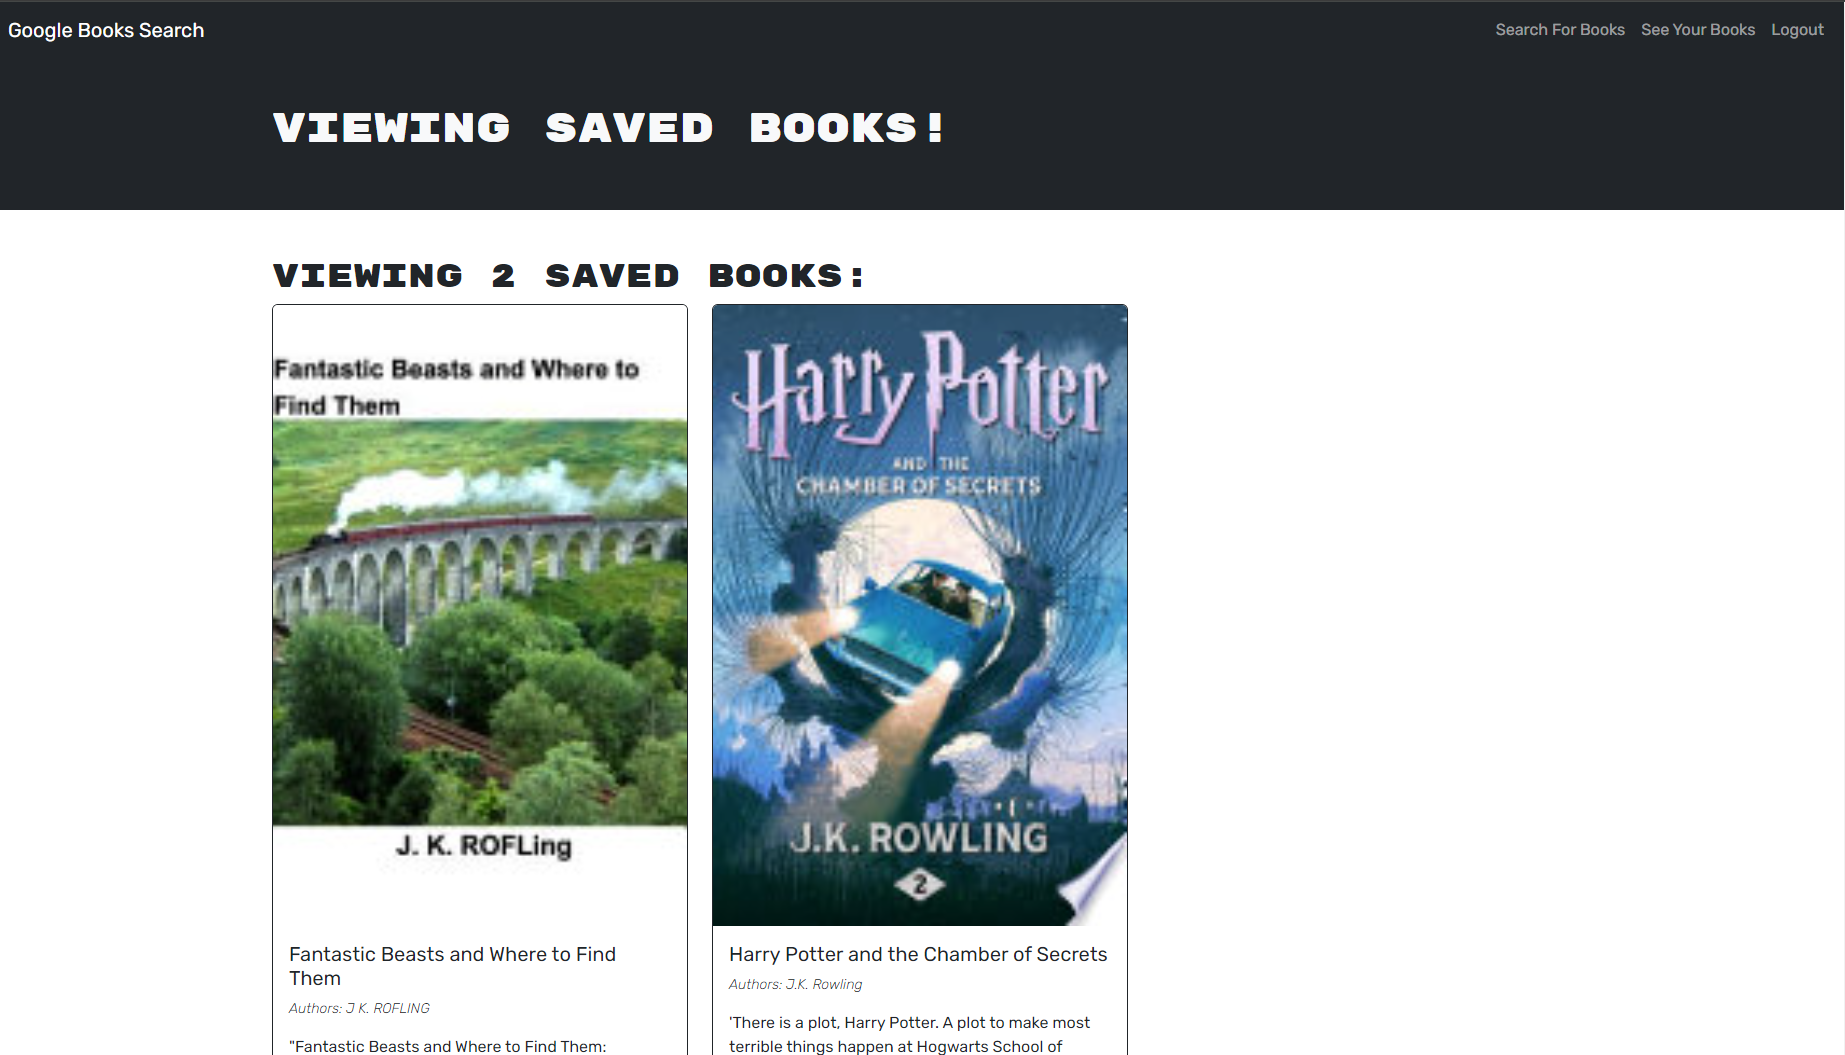 Google Books Search
Search For Books See Your Books Logout
VIEWING SAVED BOOKS!
VIEWING 2 SAVED BOOKS:
Fantastic Beasts and Where to
Find Them
J. K. ROFLing
Fantastic Beasts and Where to Find
Them
Authors: J K. ROFLING
"Fantastic Beasts and Where to Find Them:
Harry Potter
AND THE
CHAMBER OF SECRETS
J.K. ROWLING
2
Harry Potter and the Chamber of Secrets
Authors: J.K. Rowling
'There is a plot, Harry Potter. A plot to make most
terrible things happen at Hogwarts School of